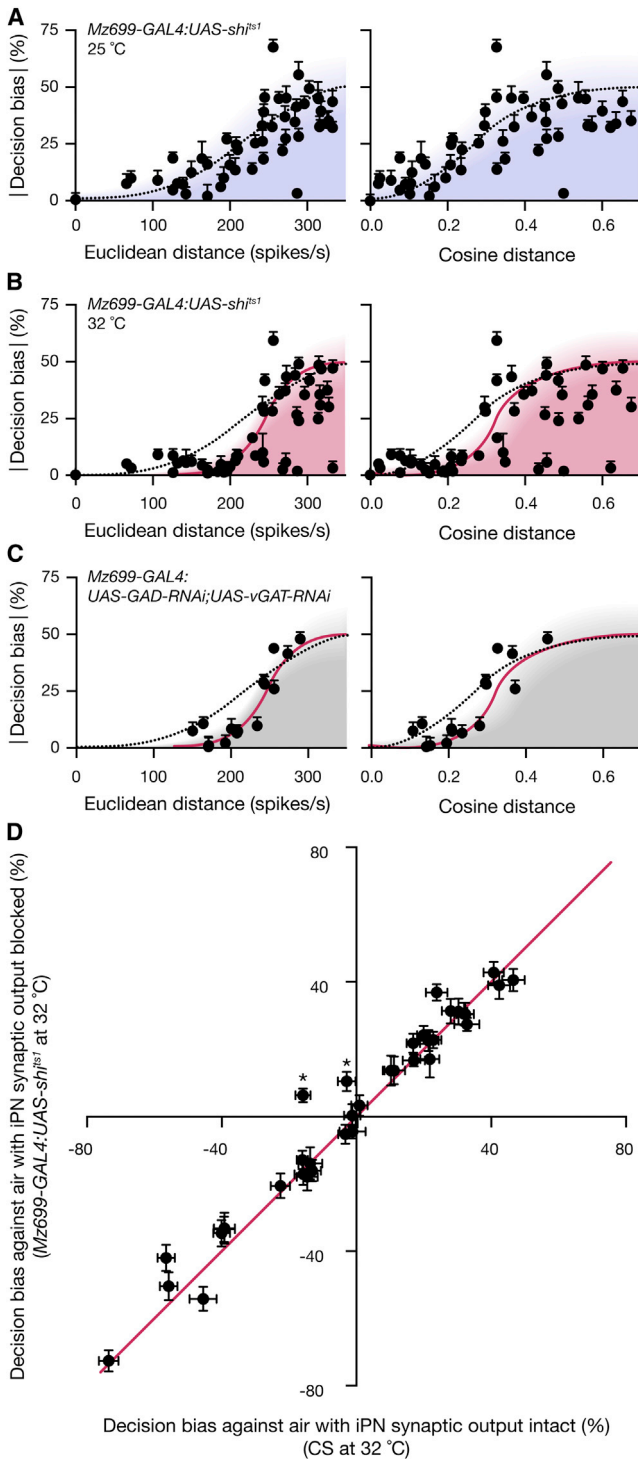 A
Mz699-GAL4:UAS-shi^ts1
25 ˚C
| Decision bias | (%)
75
50
25
0
0 100 200 300
0.0 0.2 0.4 0.6
Euclidean distance (spikes/s)
Cosine distance
B
Mz699-GAL4:UAS-shi^ts1
32 ˚C
| Decision bias | (%)
75
50
25
0
0 100 200 300
0.0 0.2 0.4 0.6
Euclidean distance (spikes/s)
Cosine distance
C
Mz699-GAL4:
UAS-GAD-RNAi;UAS-vGAT-RNAi
| Decision bias | (%)
75
50
25
0
0 100 200 300
0.0 0.2 0.4 0.6
Euclidean distance (spikes/s)
Cosine distance
D
Decision bias against air with iPN synaptic output blocked (%)
(Mz699-GAL4:UAS-shi^ts1 at 32 ˚C)
80
40
* *
-80 -40 40 80
-40
-80
Decision bias against air with iPN synaptic output intact (%)
(CS at 32 ˚C)